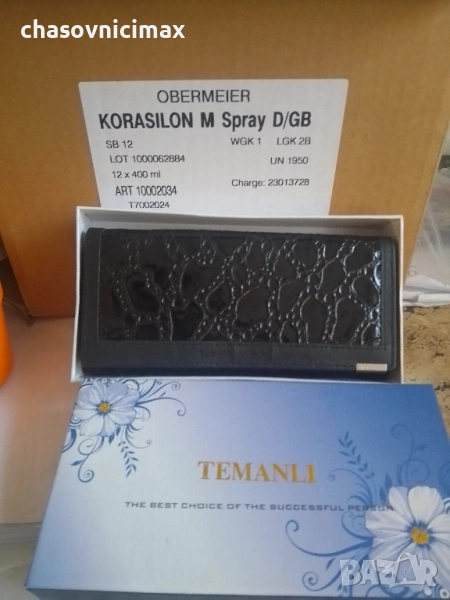 chasovnicimax
OBERMEIER
KORASILON M Spray D/GB
SB 12 WGK 1 LGK 2B
LOT 1000062884 UN 1950
12 x 400 ml
ART 10002034 Charge: 23013728
T7002024
TEMANLI
THE BEST CHOICE OF THE SUCCESSFUL PERSON
BAZAR